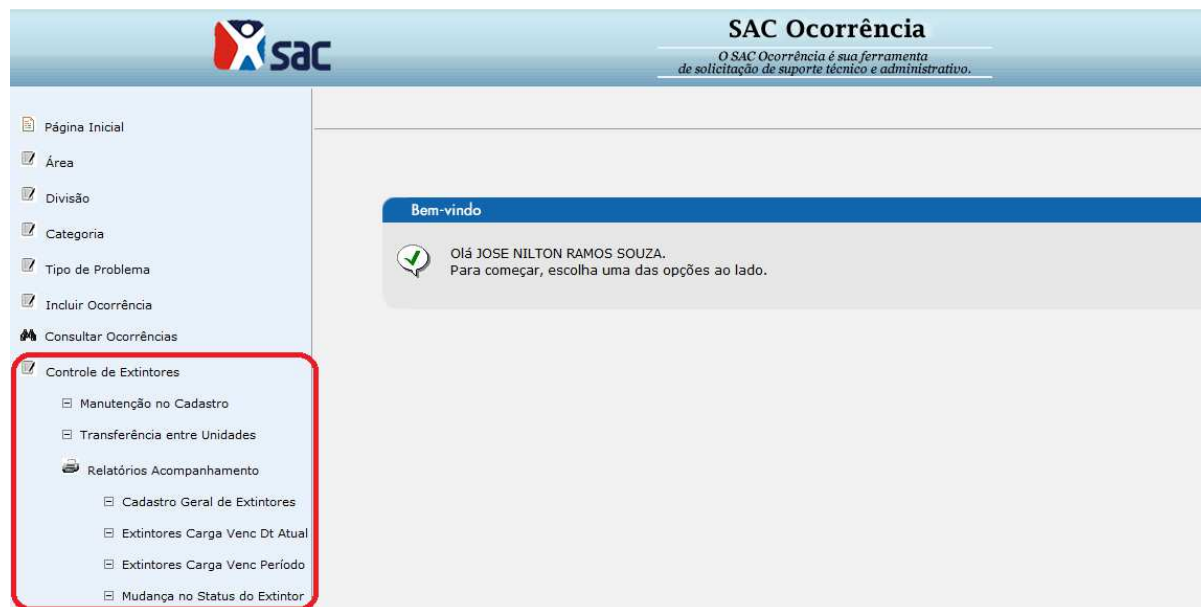 sac
SAC Ocorrência
O SAC Ocorrência é sua ferramenta
de solicitação de suporte técnico e administrativo.
Página Inicial
Área
Divisão
Categoria
Tipo de Problema
Incluir Ocorrência
Consultar Ocorrências
Controle de Extintores
Manutenção no Cadastro
Transferência entre Unidades
Relatórios Acompanhamento
Cadastro Geral de Extintores
Extintores Carga Venc Dt Atual
Extintores Carga Venc Período
Mudança no Status do Extintor
Bem-vindo
Olá JOSE NILTON RAMOS SOUZA.
Para começar, escolha uma das opções ao lado.